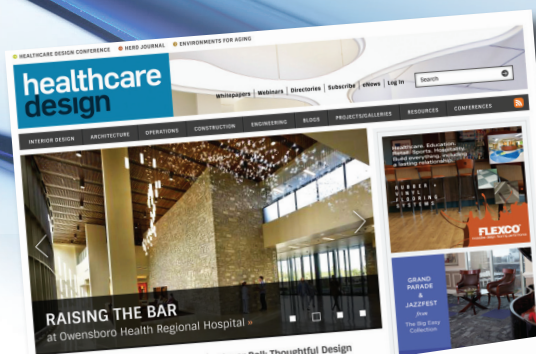 HEALTHCARE DESIGN CONFERENCE HERD JOURNAL ENVIRONMENTS FOR AGING
healthcare
design
Whitepapers | Webinars | Directories | Subscribe | eNews | Log In
Search
INTERIOR DESIGN ARCHITECTURE OPERATIONS CONSTRUCTION ENGINEERING BLOGS PROJECTS/GALLERIES RESOURCES CONFERENCES
RAISING THE BAR
at Owensboro Health Regional Hospital »
Thoughtful Design
Healthcare, Education,
Retail, Sports, Hospitality.
Build everything, including
a lasting relationship.
RUBBER +
VINYL
FLOORING
SYSTEMS
FLEXCO
GRAND
PARADE
&
JAZZFEST
from
The Big Easy
Collection